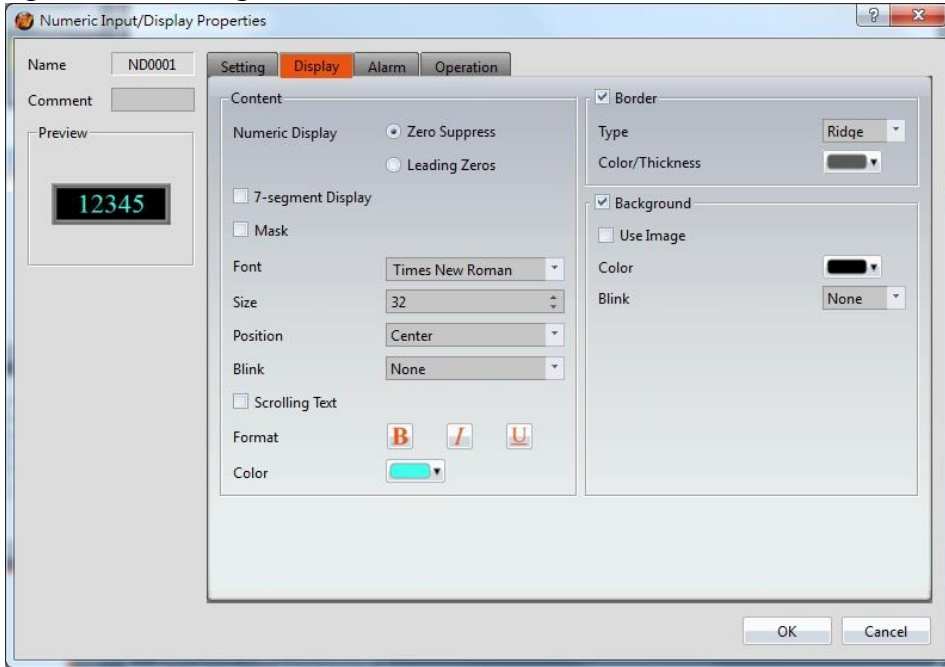 Numeric Input/Display Properties
Name ND0001
Comment
Preview
12345
Setting Display Alarm Operation
Content
Numeric Display Zero Suppress
Leading Zeros
7-segment Display
Mask
Font Times New Roman
Size 32
Position Center
Blink None
Scrolling Text
Format B I U
Color
Border
Type Ridge
Color/Thickness
Background
Use Image
Color
Blink None
OK Cancel